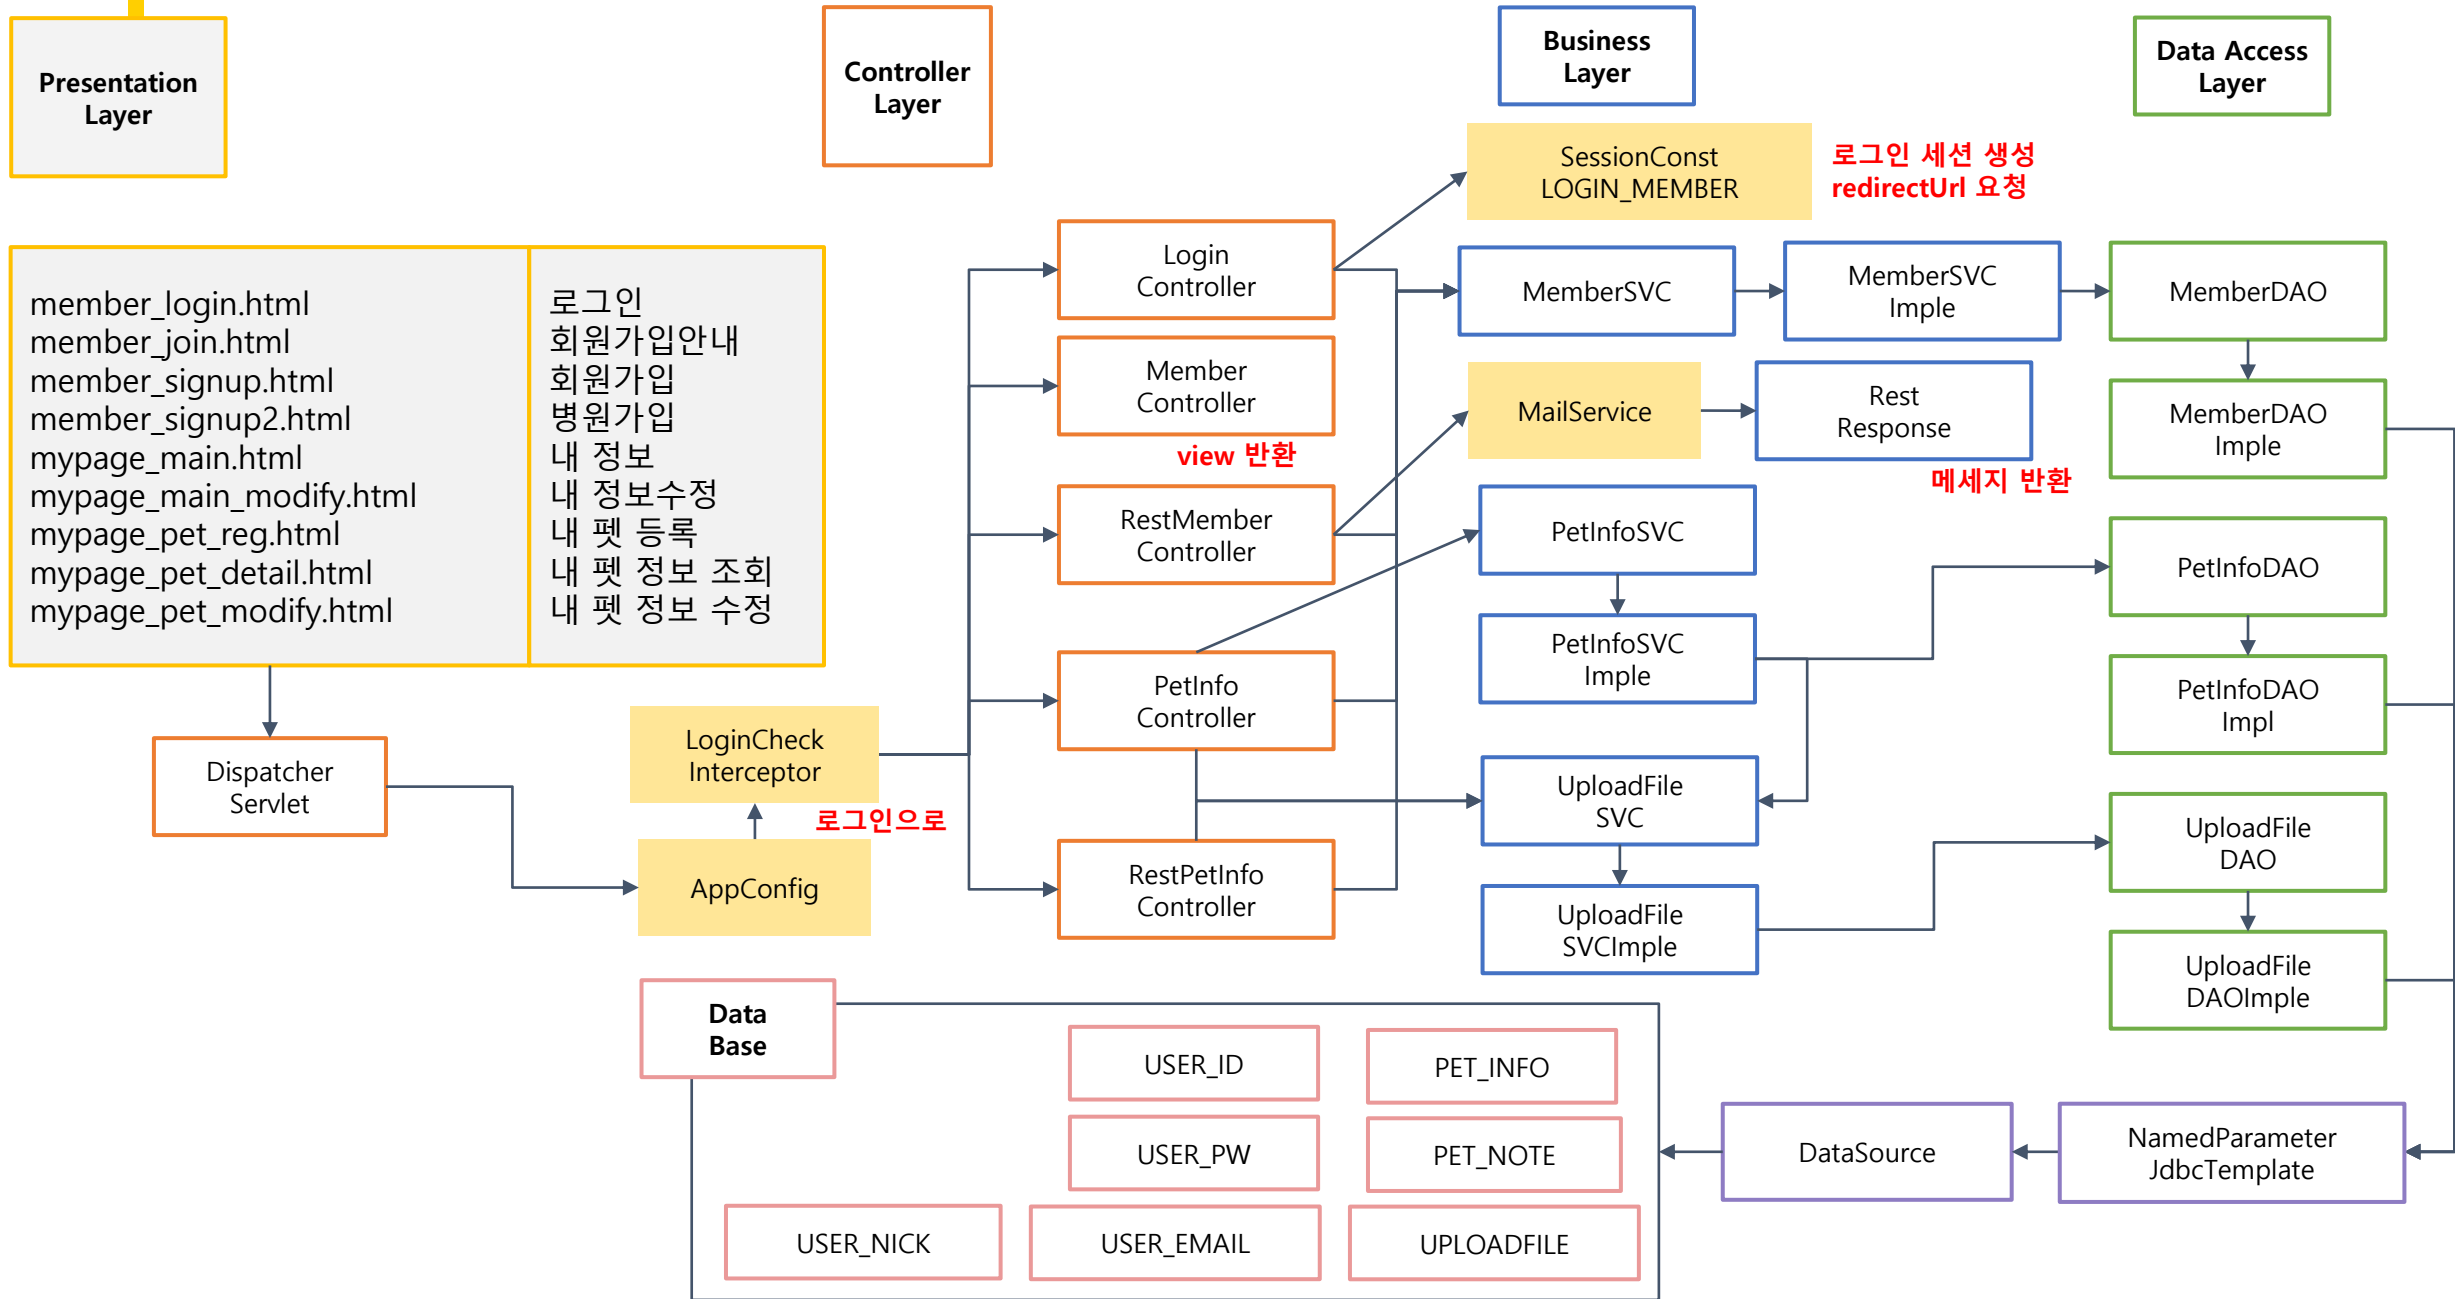 Presentation
Layer
Controller
Layer
Business
Layer
Data Access
Layer
SessionConst
LOGIN_MEMBER
로그인 세션 생성
redirectUrl 요청
member_login.html
member_join.html
member_signup.html
member_signup2.html
mypage_main.html
mypage_main_modify.html
mypage_pet_reg.html
mypage_pet_detail.html
mypage_pet_modify.html
로그인
회원가입안내
회원가입
병원가입
내 정보
내 정보수정
내 펫 등록
내 펫 정보 조회
내 펫 정보 수정
Login
Controller
MemberSVC
MemberSVC
Imple
MemberDAO
Member
Controller
view 반환
MailService
Rest
Response
메세지 반환
MemberDAO
Imple
RestMember
Controller
PetInfoSVC
PetInfoDAO
PetInfoSVC
Imple
PetInfo
Controller
PetInfoDAO
Impl
Dispatcher
Servlet
LoginCheck
Interceptor
로그인으로
AppConfig
UploadFile
SVC
UploadFile
DAO
RestPetInfo
Controller
UploadFile
SVCImple
UploadFile
DAOImple
Data
Base
USER_ID
PET_INFO
USER_PW
PET_NOTE
USER_NICK
USER_EMAIL
UPLOADFILE
DataSource
NamedParameter
JdbcTemplate